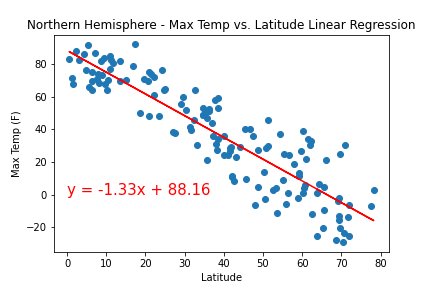 Northern Hemisphere - Max Temp vs. Latitude Linear Regression
Max Temp (F)
80
60
40
20
0
−20
y = -1.33x + 88.16
0 10 20 30 40 50 60 70 80
Latitude